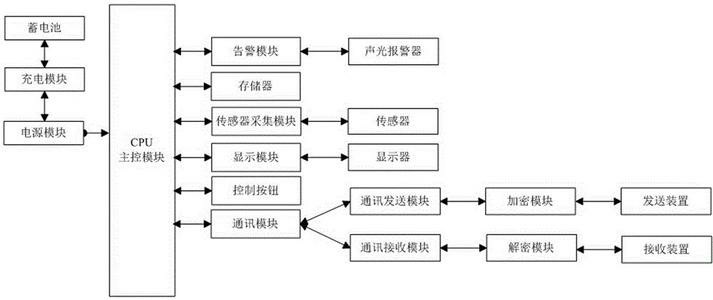 蓄电池
充电模块
电源模块
CPU
主控模块
告警模块
声光报警器
存储器
传感器采集模块
传感器
显示模块
显示器
控制按钮
通讯模块
通讯发送模块
加密模块
发送装置
通讯接收模块
解密模块
接收装置